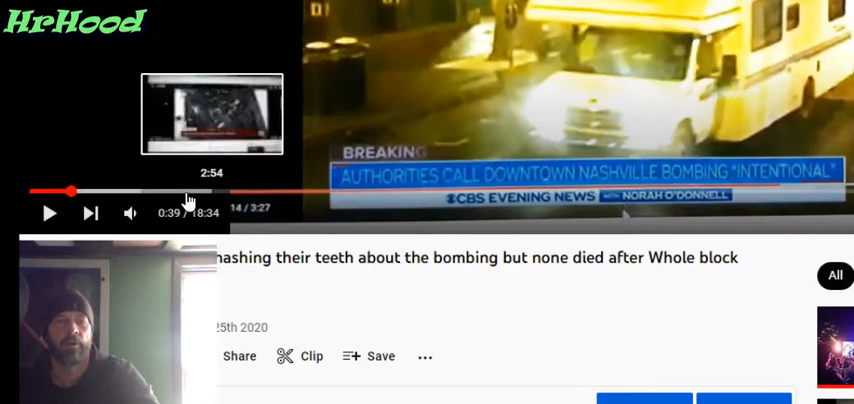 HrHood
BREAKING
AUTHORITIES CALL DOWNTOWN NASHVILLE BOMBING "INTENTIONAL"
CBS EVENING NEWS WITH NORAH O'DONNELL
2:54
0:39 / 18:34
14 / 3:27
nashing their teeth about the bombing but none died after Whole block
25th 2020
Share Clip Save ...
All